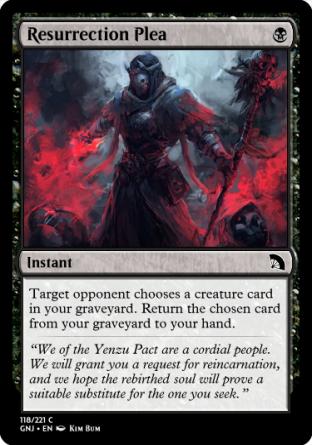 Resurrection Plea
Instant
Target opponent chooses a creature card
in your graveyard. Return the chosen card
from your graveyard to your hand.
“We of the Yenzu Pact are a cordial people.
We will grant you a request for reincarnation,
and we hope the rebirthed soul will prove a
suitable substitute for the one you seek.”
118/221 C
GNJ • EN KIM BUM